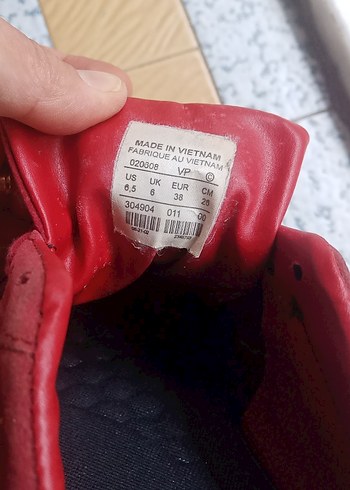 MADE IN VIETNAM
FABRIQUE AU VIETNAM
020808 VP ©
US UK EUR CM
6,5 6 38 25
304904 011 00